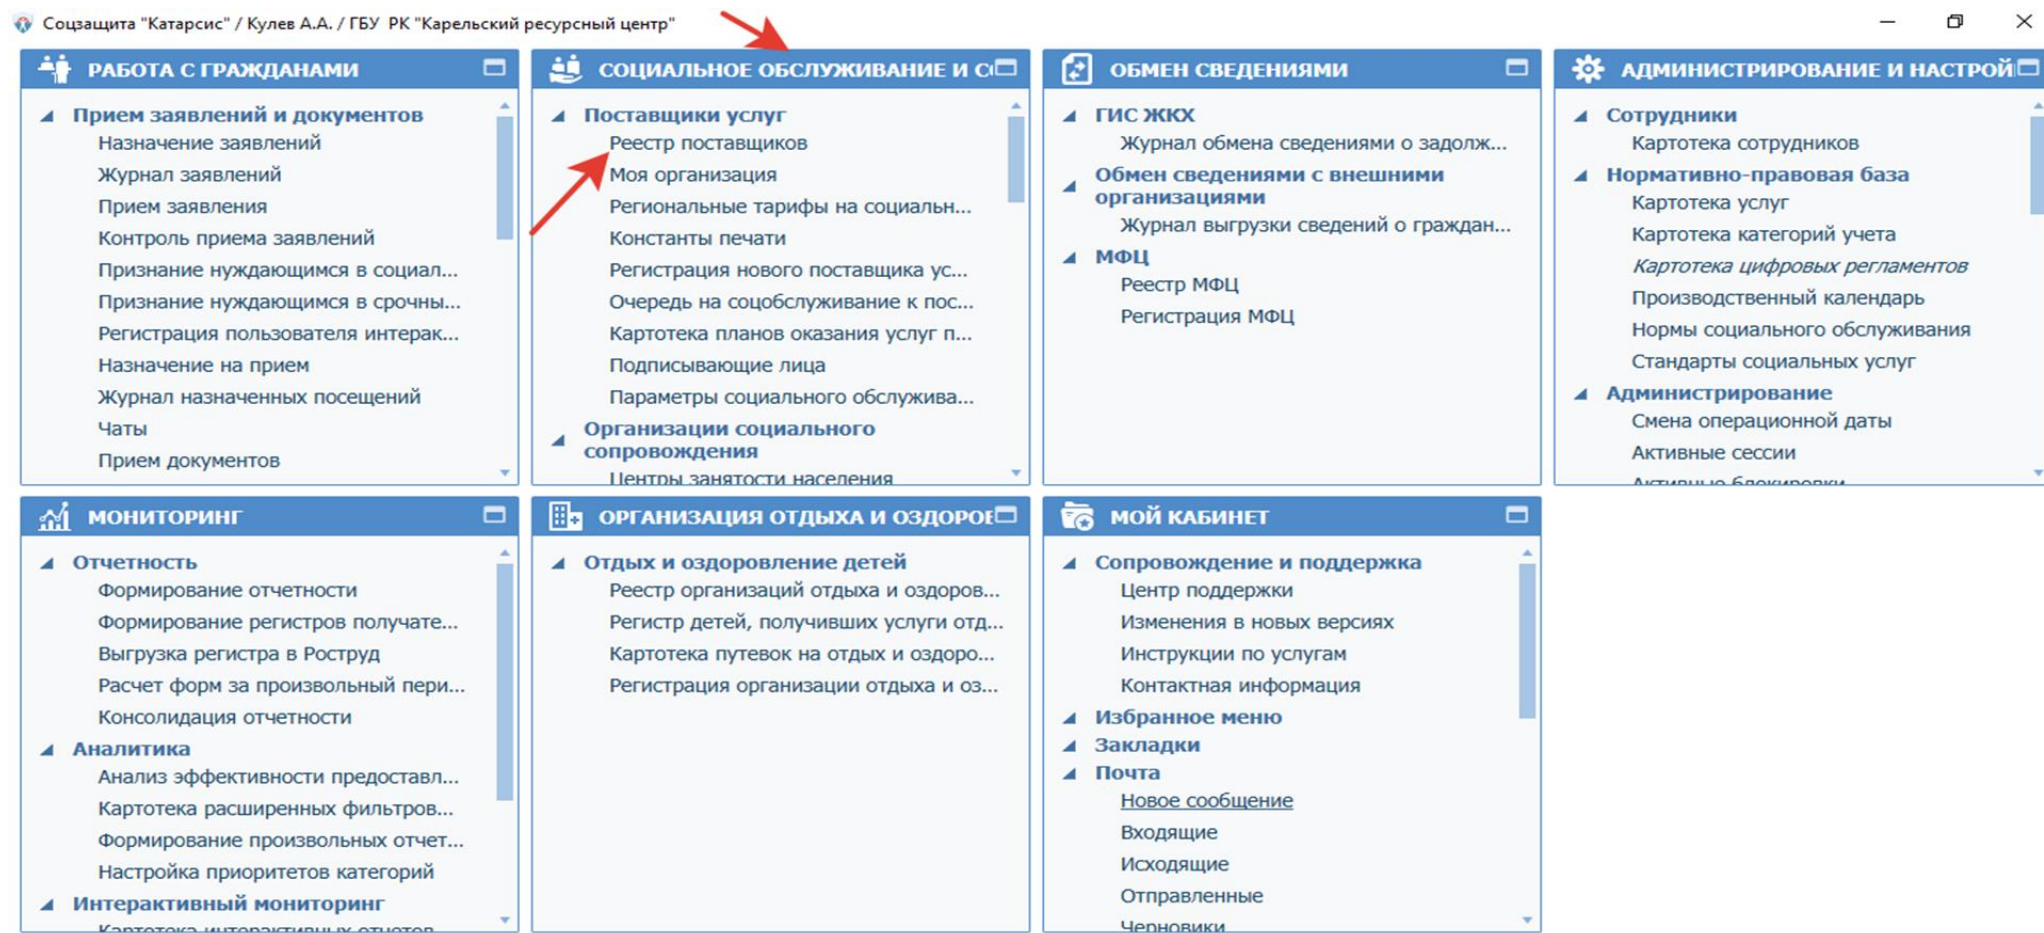 Соцзащита "Катарсис" / Кулев А.А. / ГБУ РК "Карельский ресурсный центр"
РАБОТА С ГРАЖДАНАМИ
Прием заявлений и документов
Назначение заявлений
Журнал заявлений
Прием заявления
Контроль приема заявлений
Признание нуждающимся в социал...
Признание нуждающимся в срочны...
Регистрация пользователя интерак...
Назначение на прием
Журнал назначенных посещений
Чаты
Прием документов
СОЦИАЛЬНОЕ ОБСЛУЖИВАНИЕ И
Поставщики услуг
Реестр поставщиков
Моя организация
Региональные тарифы на социальн...
Константы печати
Регистрация нового поставщика ус...
Очередь на соцобслуживание к пос...
Картотека планов оказания услуг п...
Подписывающие лица
Параметры социального обслужива...
Организации социального
сопровождения
Центры занятости населения
ОБМЕН СВЕДЕНИЯМИ
ГИС ЖКХ
Журнал обмена сведениями о задолж...
Обмен сведениями с внешними
организациями
Журнал выгрузки сведений о граждан...
МФЦ
Реестр МФЦ
Регистрация МФЦ
АДМИНИСТРИРОВАНИЕ И НАСТРОЙ
Сотрудники
Картотека сотрудников
Нормативно-правовая база
Картотека услуг
Картотека категорий учета
Картотека цифровых регламентов
Производственный календарь
Нормы социального обслуживания
Стандарты социальных услуг
Администрирование
Смена операционной даты
Активные сессии
Активные блокировки
МОНИТОРИНГ
Отчетность
Формирование отчетности
Формирование регистров получате...
Выгрузка регистра в Роструд
Расчет форм за произвольный пери...
Консолидация отчетности
Аналитика
Анализ эффективности предоставл...
Картотека расширенных фильтров...
Формирование произвольных отчет...
Настройка приоритетов категорий
Интерактивный мониторинг
Картотека интерактивных отчетов
ОРГАНИЗАЦИЯ ОТДЫХА И ОЗДОРОВ
Отдых и оздоровление детей
Реестр организаций отдыха и оздоров...
Регистр детей, получивших услуги отд...
Картотека путевок на отдых и оздоро...
Регистрация организации отдыха и оз...
МОЙ КАБИНЕТ
Сопровождение и поддержка
Центр поддержки
Изменения в новых версиях
Инструкции по услугам
Контактная информация
Избранное меню
Закладки
Почта
Новое сообщение
Входящие
Исходящие
Отправленные
Черновики